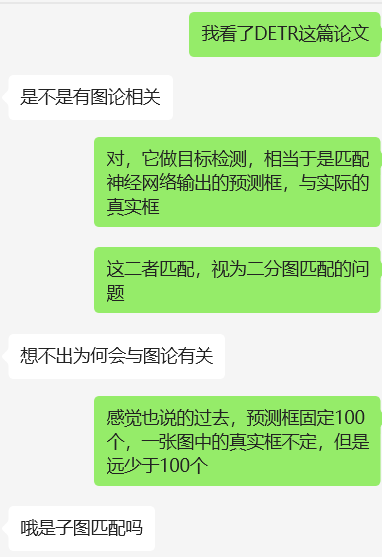 我看了DETR这篇论文
是不是有图论相关
对，它做目标检测，相当于是匹配
神经网络输出的预测框，与实际的
真实框
这二者匹配，视为二分图匹配的问
题
想不出为何会与图论有关
感觉也说的过去，预测框固定100
个，一张图中的真实框不定，但是
远少于100个
哦是子图匹配吗